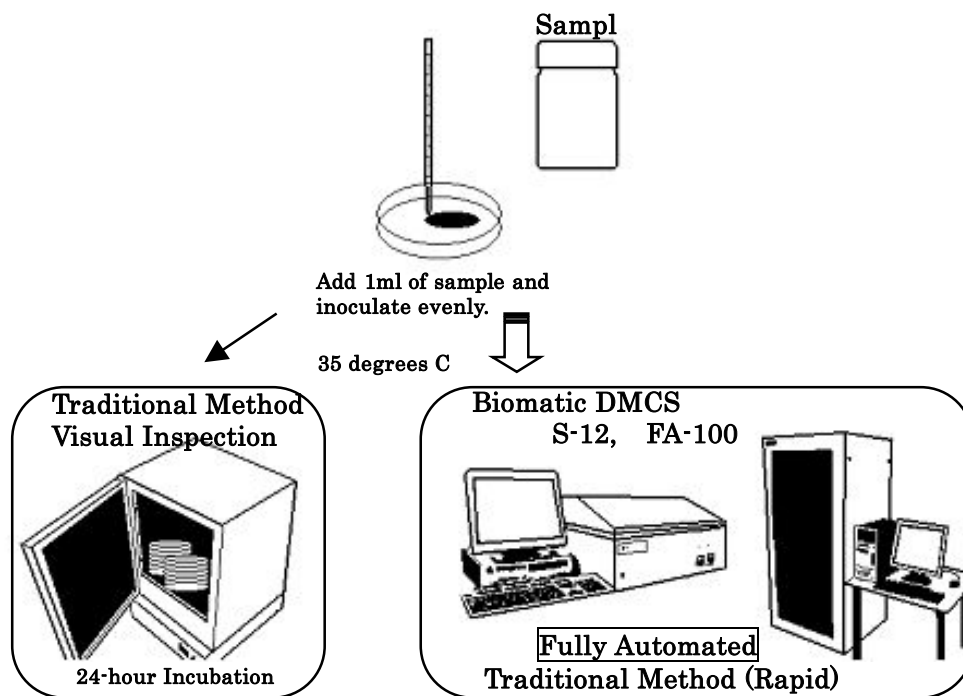 Sampl
Add 1ml of sample and
inoculate evenly.
35 degrees C
Traditional Method
Visual Inspection
24-hour Incubation
Biomatic DMCS
S-12, FA-100
Fully Automated
Traditional Method (Rapid)